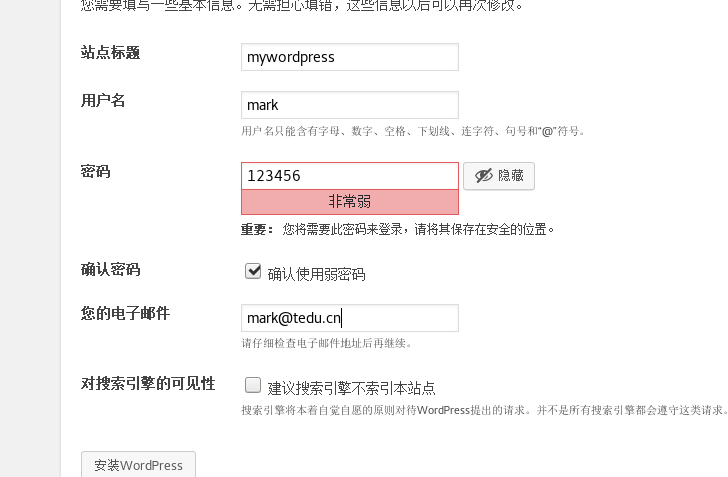 您需要填写一些基本信息。无需担心填错，这些信息以后可以再次修改。
站点标题
mywordpress
用户名
mark
用户名只能含有字母、数字、空格、下划线、连字符、句号和“@”符号。
密码
123456
隐藏
非常弱
重要： 您将需要此密码来登录，请将其保存在安全的位置。
确认密码
确认使用弱密码
您的电子邮件
mark@tedu.cn
请仔细检查电子邮件地址后再继续。
对搜索引擎的可见性
建议搜索引擎不索引本站点
搜索引擎将本着自觉自愿的原则对待WordPress提出的请求。并不是所有搜索引擎都会遵守这类请求。
安装WordPress